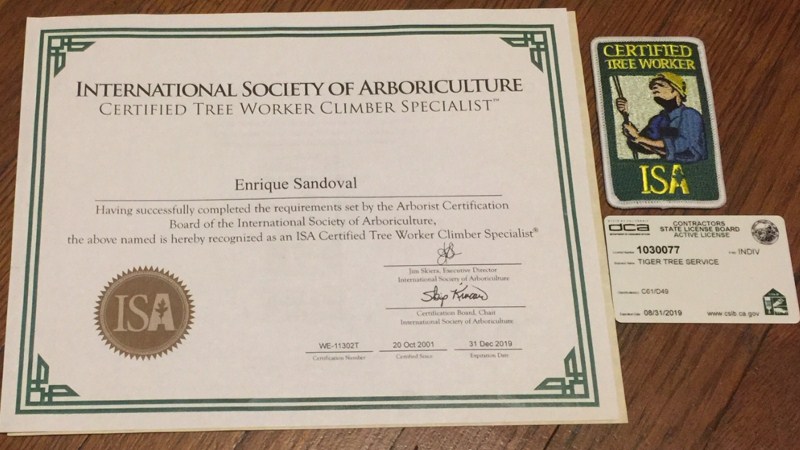 INTERNATIONAL SOCIETY OF ARBORICULTURE
CERTIFIED TREE WORKER CLIMBER SPECIALIST™
Enrique Sandoval
Having successfully completed the requirements set by the Arborist Certification
Board of the International Society of Arboriculture,
the above named is hereby recognized as an ISA Certified Tree Worker Climber Specialist®
Jim Skiera, Executive Director
International Society of Arboriculture
Skip Kincaid
Certification Board, Chair
International Society of Arboriculture
ISA
WE-11302T
Certification Number
20 Oct 2001
Certified Since
31 Dec 2019
Expiration Date
CERTIFIED
TREE WORKER
ISA
dca
CONTRACTORS
STATE LICENSE BOARD
ACTIVE LICENSE
1030077
INDIV
TIGER TREE SERVICE
C61/D49
08/31/2019
www.cslb.ca.gov